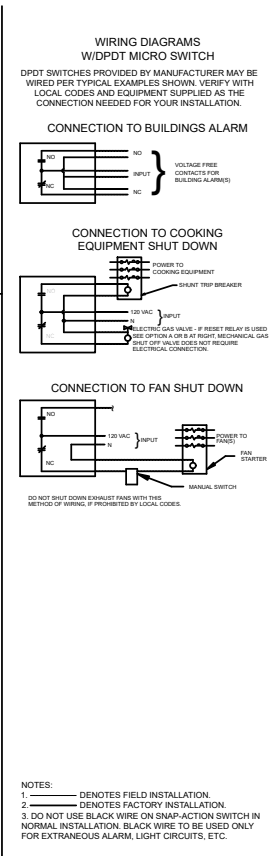 WIRING DIAGRAMS
W/DPDT MICRO SWITCH
DPDT SWITCHES PROVIDED BY MANUFACTURER MAY BE
WIRED PER TYPICAL EXAMPLES SHOWN. VERIFY WITH
LOCAL CODES AND EQUIPMENT SUPPLIED AS THE
CONNECTION NEEDED FOR YOUR INSTALLATION.
CONNECTION TO BUILDINGS ALARM
NO
NO
INPUT
NC
NC
VOLTAGE FREE
CONTACTS FOR
BUILDING ALARM(S)
CONNECTION TO COOKING
EQUIPMENT SHUT DOWN
POWER TO
COOKING EQUIPMENT
SHUNT TRIP BREAKER
NO
120 VAC
INPUT
N
NC
ELECTRIC GAS VALVE - IF RESET RELAY IS USED
SEE OPTION A OR B AT RIGHT, MECHANICAL GAS
SHUT OFF VALVE DOES NOT REQUIRE
ELECTRICAL CONNECTION.
CONNECTION TO FAN SHUT DOWN
NO
120 VAC
INPUT
N
NC
POWER TO
FAN(S)
FAN
STARTER
MANUAL SWITCH
DO NOT SHUT DOWN EXHAUST FANS WITH THIS
METHOD OF WIRING, IF PROHIBITED BY LOCAL CODES.
NOTES:
1. DENOTES FIELD INSTALLATION.
2. DENOTES FACTORY INSTALLATION.
3. DO NOT USE BLACK WIRE ON SNAP-ACTION SWITCH IN
NORMAL INSTALLATION. BLACK WIRE TO BE USED ONLY
FOR EXTRANEOUS ALARM, LIGHT CIRCUITS, ETC.